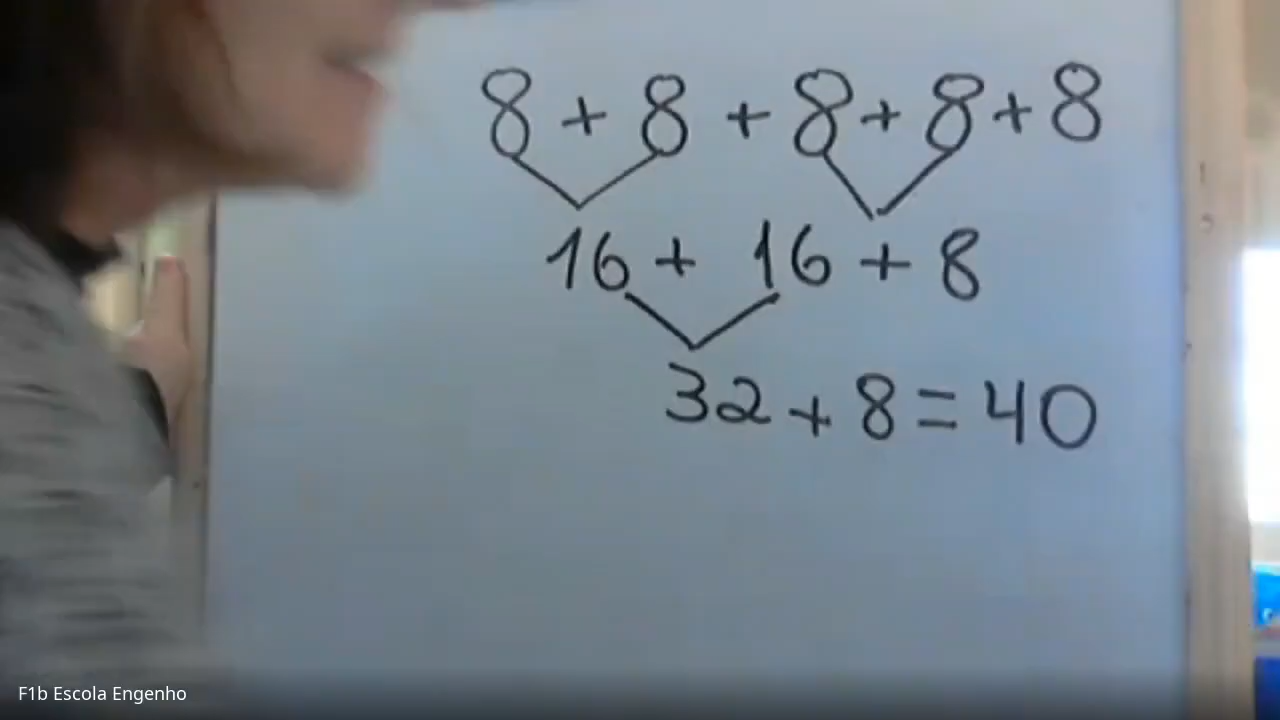 8 + 8 + 8 + 8 + 8
16 + 16 + 8
32 + 8 = 40
F1b Escola Engenho